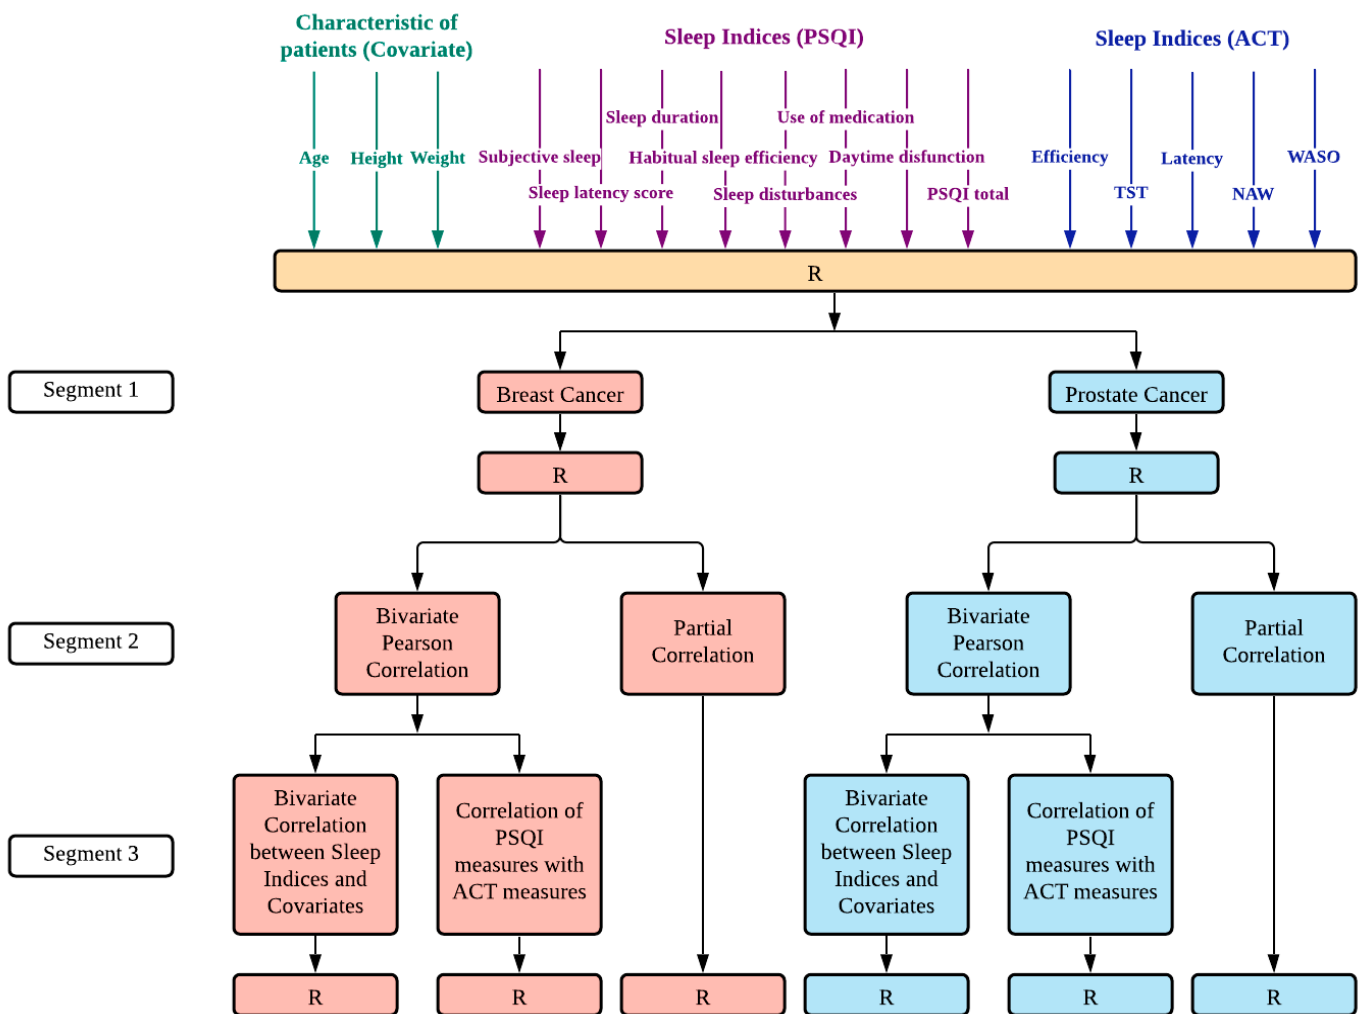 Characteristic of
patients (Covariate)
Sleep Indices (PSQI)
Sleep Indices (ACT)
Sleep duration
Use of medication
Age
Height
Weight
Subjective sleep
Habitual sleep efficiency
Daytime disfunction
Efficiency
Latency
WASO
Sleep latency score
Sleep disturbances
PSQI total
TST
NAW
R
Segment 1
Breast Cancer
Prostate Cancer
R
R
Segment 2
Bivariate
Pearson
Correlation
Partial
Correlation
Bivariate
Pearson
Correlation
Partial
Correlation
Segment 3
Bivariate
Correlation
between Sleep
Indices and
Covariates
Correlation of
PSQI
measures with
ACT measures
Bivariate
Correlation
between Sleep
Indices and
Covariates
Correlation of
PSQI
measures with
ACT measures
R
R
R
R
R
R